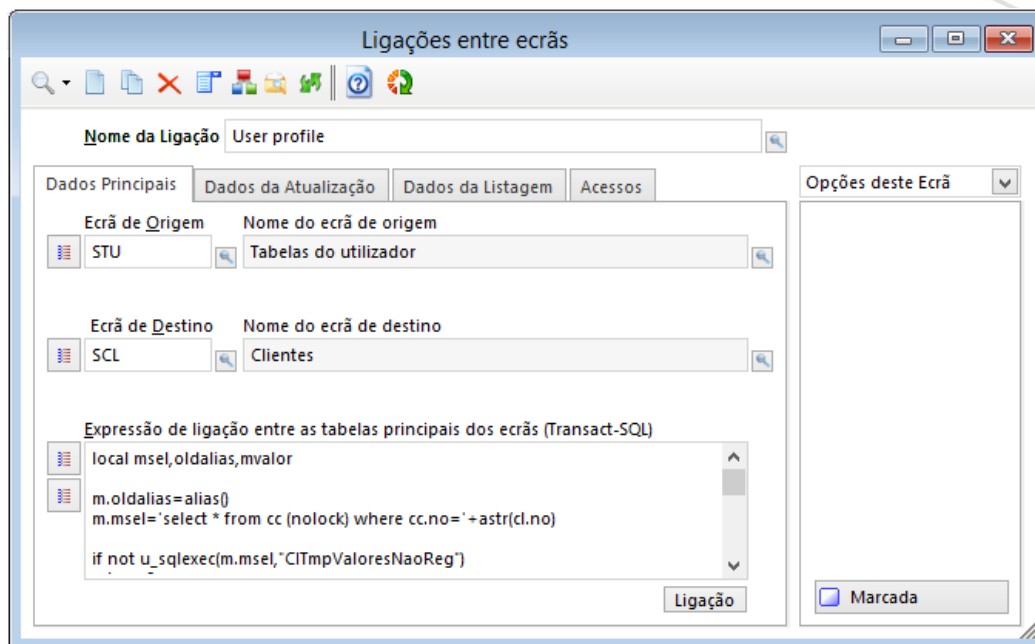 Ligações entre ecrãs
Nome da Ligação User profile
Dados Principais Dados da Atualização Dados da Listagem Acessos
Opções deste Ecrã
Ecrã de Origem Nome do ecrã de origem
STU Tabelas do utilizador
Ecrã de Destino Nome do ecrã de destino
SCL Clientes
Expressão de ligação entre as tabelas principais dos ecrãs (Transact-SQL)
local msel,oldalias,mvalor
m.oldalias=alias()
m.msel='select * from cc (nolock) where cc.no='+astr(cl.no)
if not u_sqlexec(m.msel,"ClTmpValoresNaoReg")
Ligação
Marcada